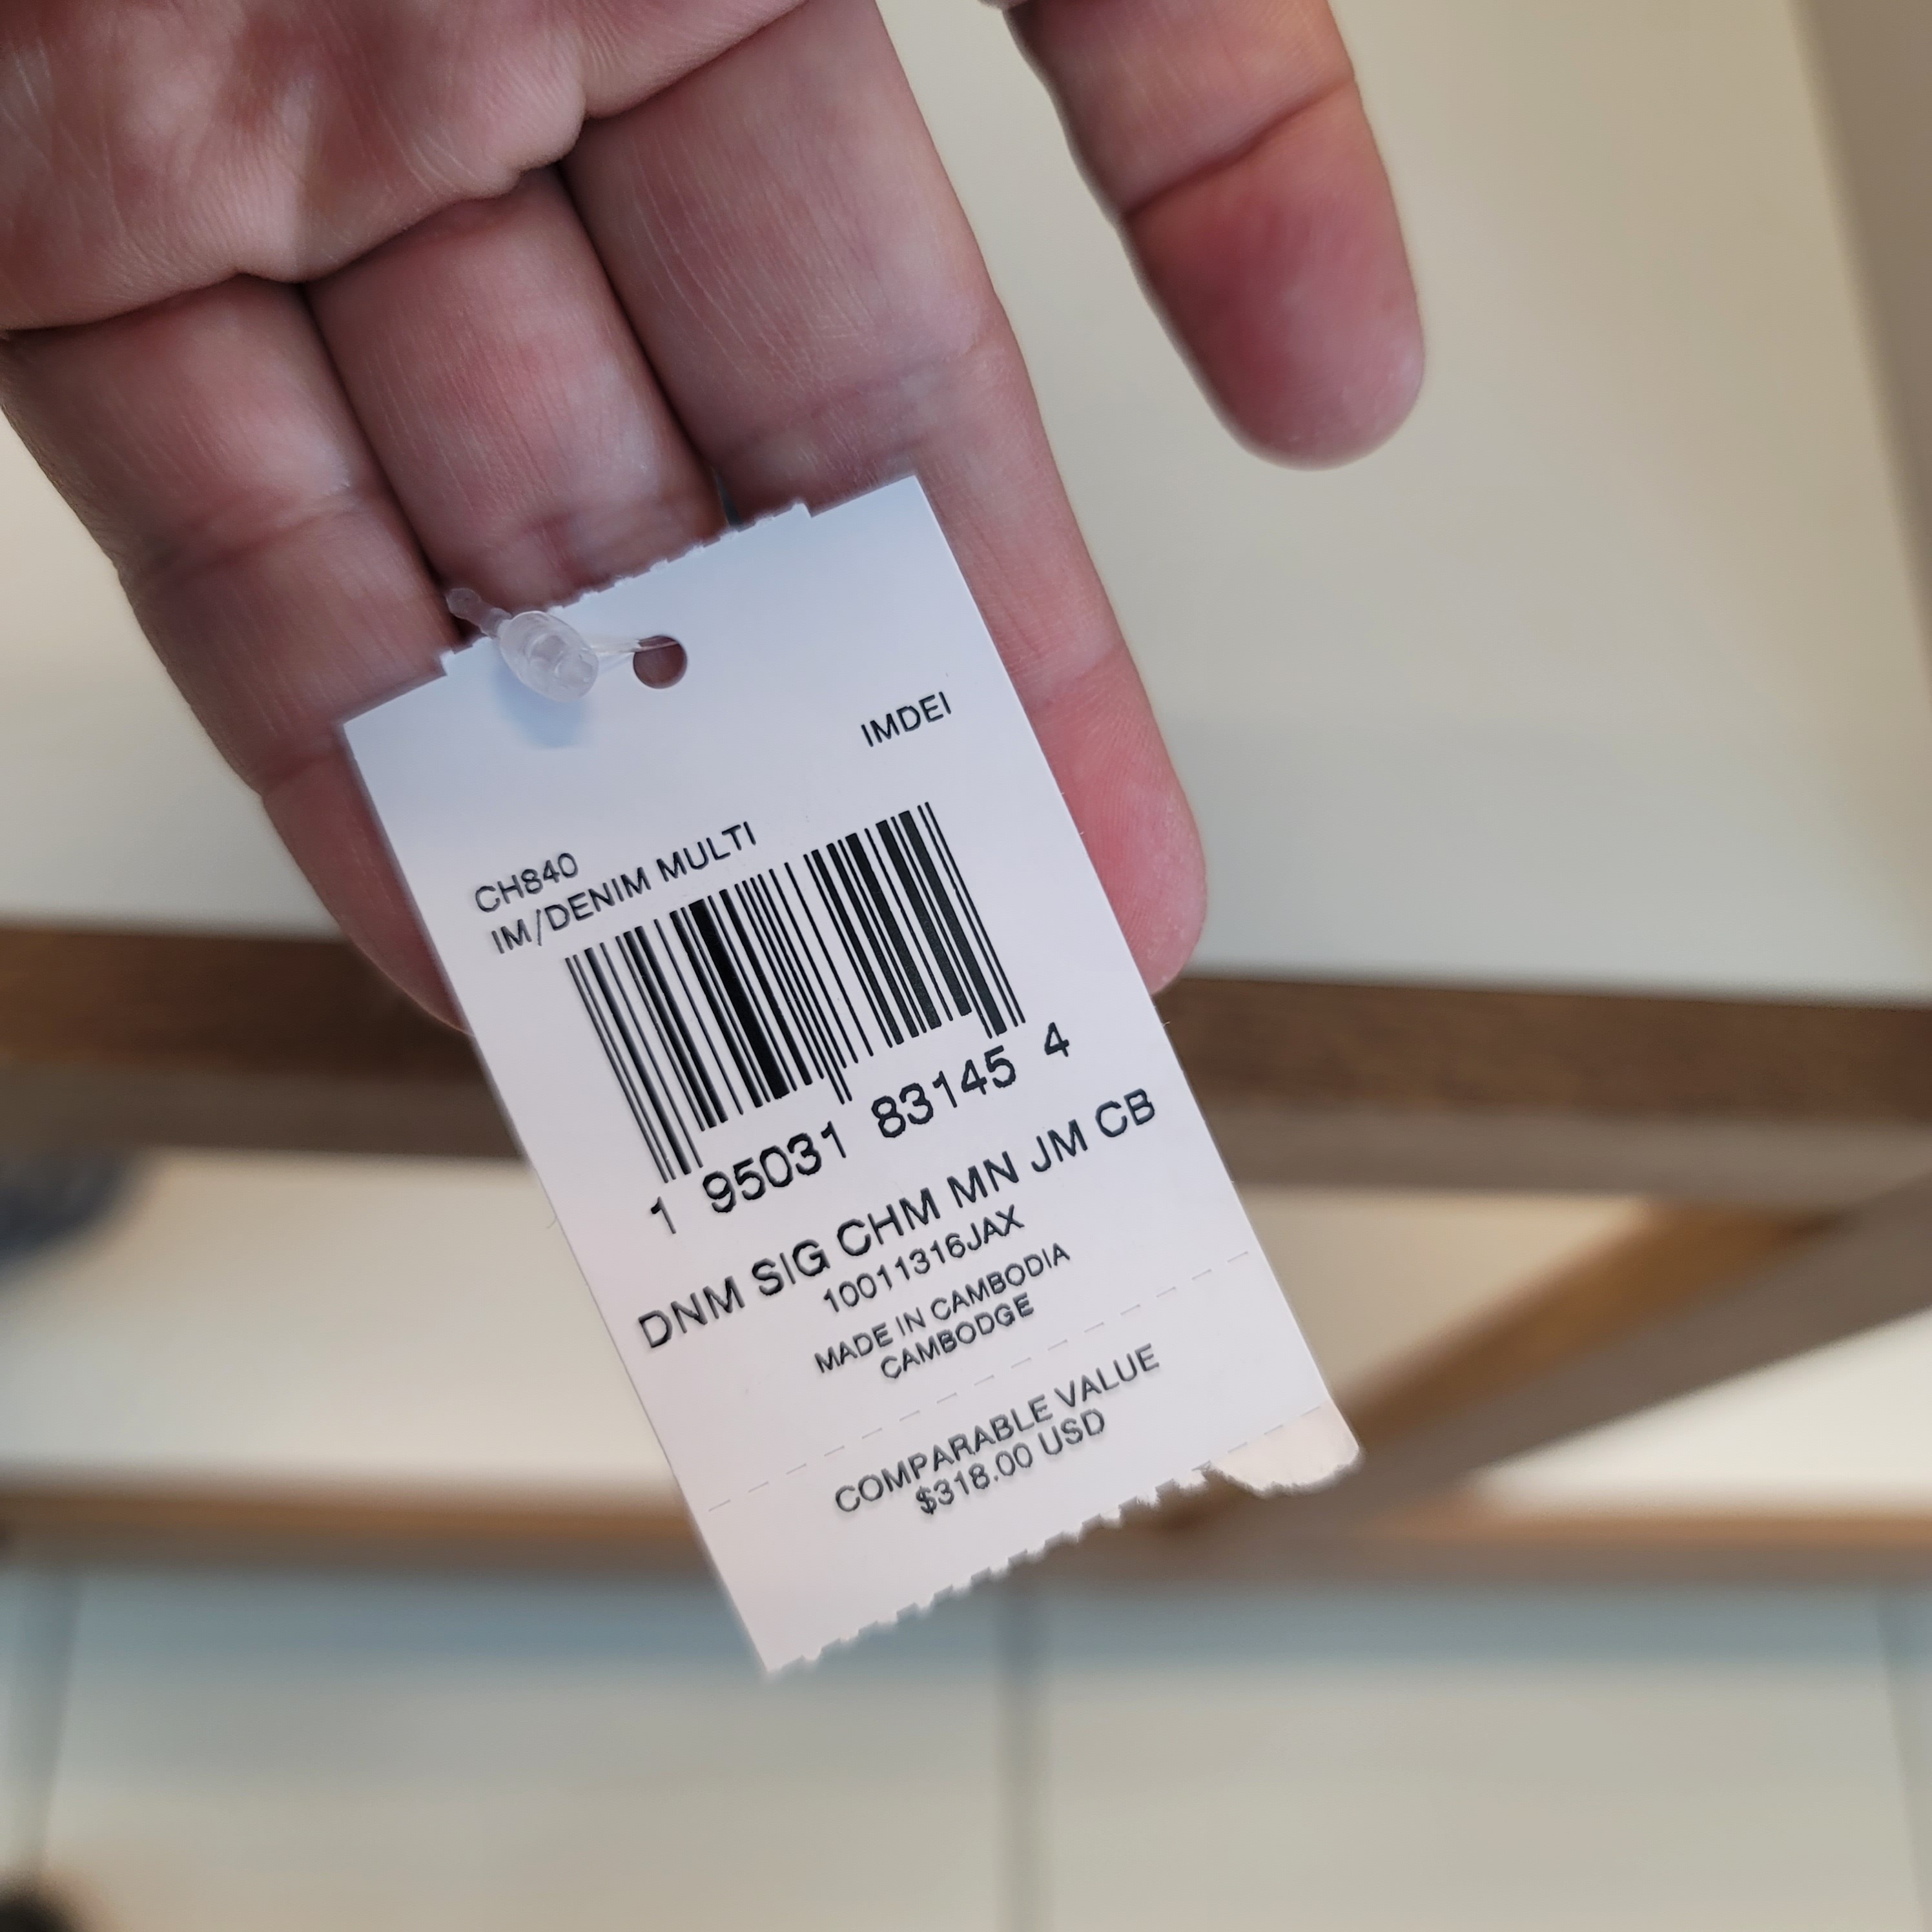 IMDEI
CH840
IM/DENIM MULTI
1 95031 83145 4
DNM SIG CHM MN JM CB
10011316JAX
MADE IN CAMBODIA
CAMBODGE
COMPARABLE VALUE
$318.00 USD